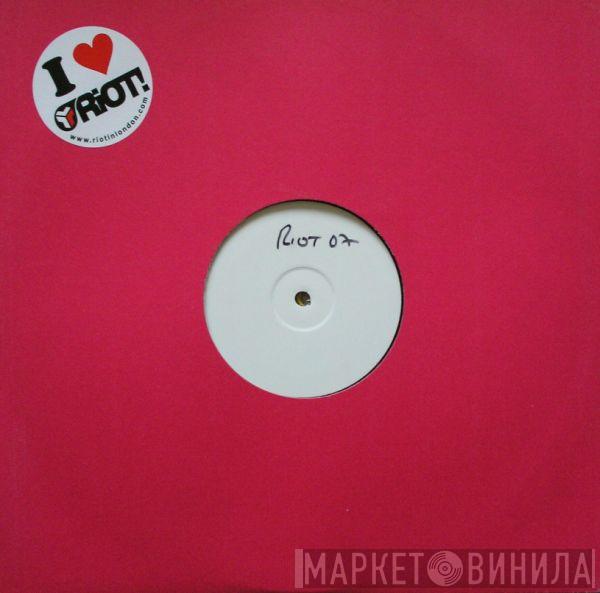 I ♥
RiOT!
www.riotinlondon.com
RIOT 07
МАРКЕТ ВИНИЛА